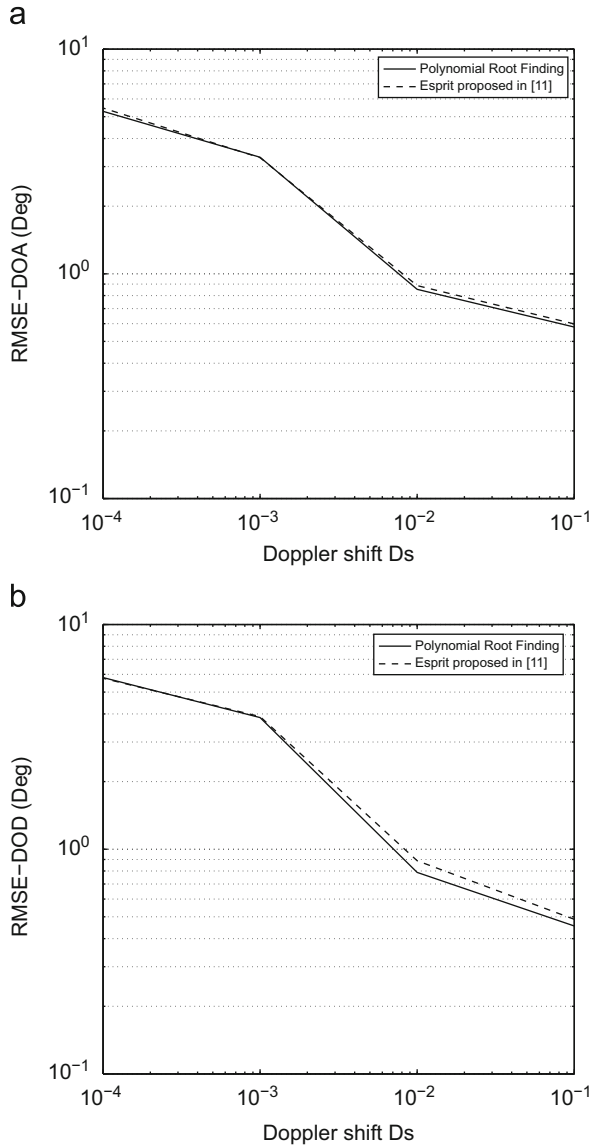 a
10^1
Polynomial Root Finding
Esprit proposed in [11]
RMSE-DOA (Deg)
10^0
10^-1
10^-4
10^-3
10^-2
10^-1
Doppler shift Ds
b
10^1
Polynomial Root Finding
Esprit proposed in [11]
RMSE-DOD (Deg)
10^0
10^-1
10^-4
10^-3
10^-2
10^-1
Doppler shift Ds